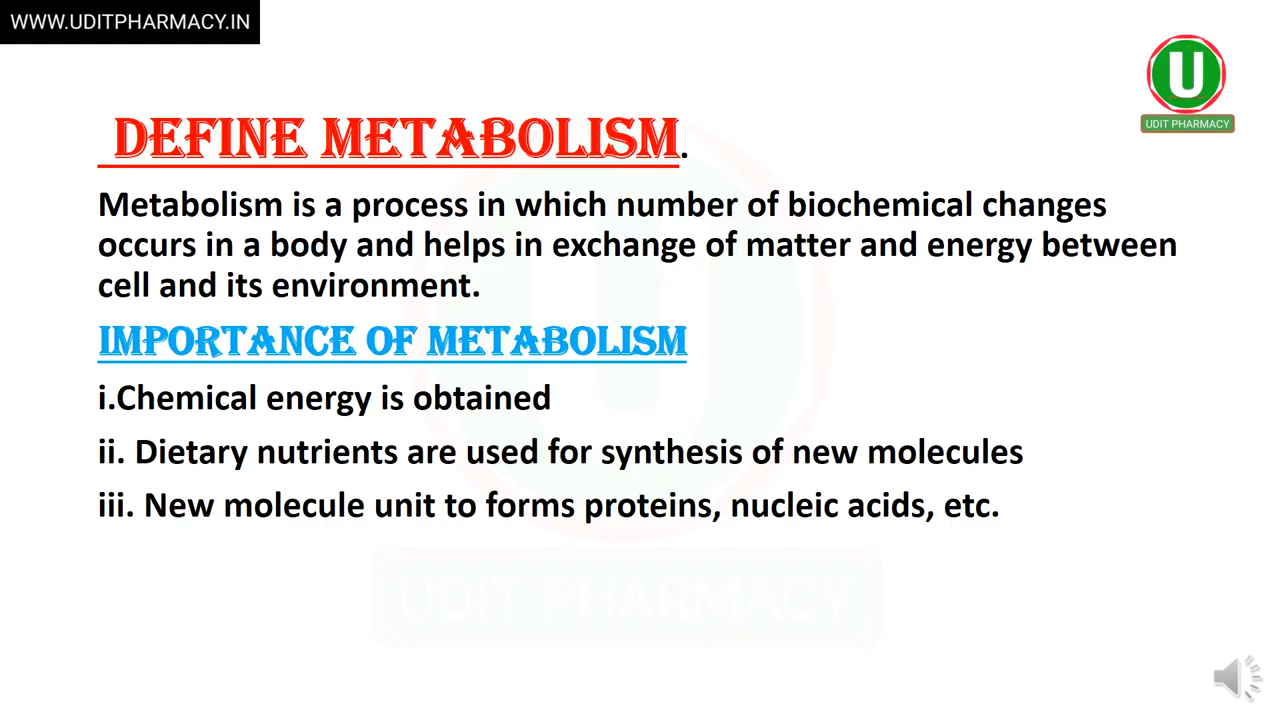 WWW.UDITPHARMACY.IN
U
UDIT PHARMACY
DEFINE METABOLISM.
Metabolism is a process in which number of biochemical changes
occurs in a body and helps in exchange of matter and energy between
cell and its environment.
IMPORTANCE OF METABOLISM
i.Chemical energy is obtained
ii. Dietary nutrients are used for synthesis of new molecules
iii. New molecule unit to forms proteins, nucleic acids, etc.
U
UDIT PHARMACY